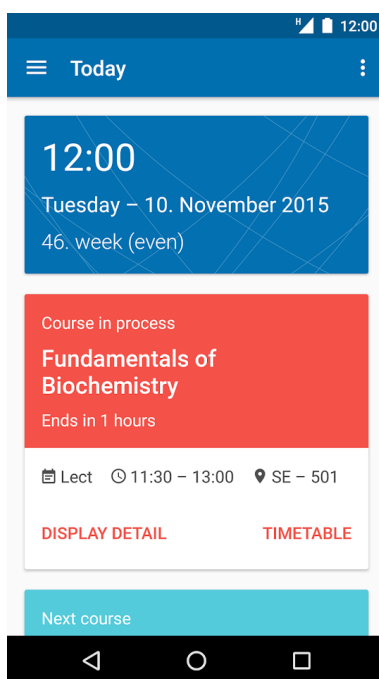 H 12:00
Today
12:00
Tuesday – 10. November 2015
46. week (even)
Course in process
Fundamentals of
Biochemistry
Ends in 1 hours
Lect 11:30 – 13:00 SE – 501
DISPLAY DETAIL TIMETABLE
Next course